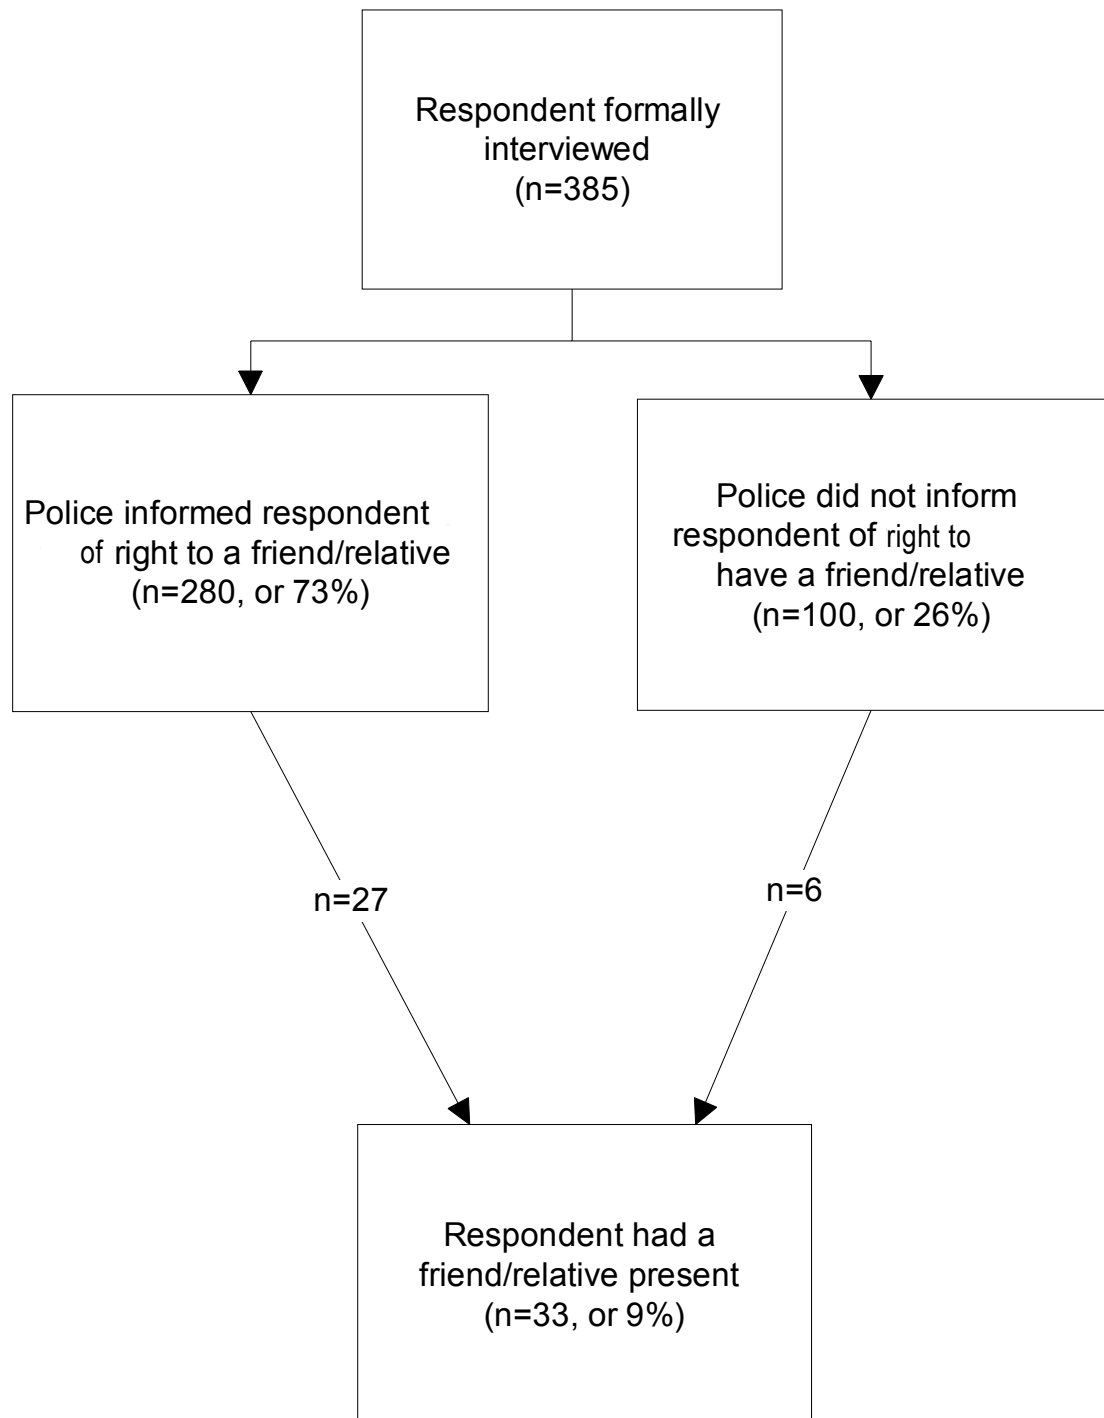 Respondent formally
interviewed
(n=385)
Police informed respondent
of right to a friend/relative
(n=280, or 73%)
Police did not inform
respondent of right to
have a friend/relative
(n=100, or 26%)
n=27
n=6
Respondent had a
friend/relative present
(n=33, or 9%)